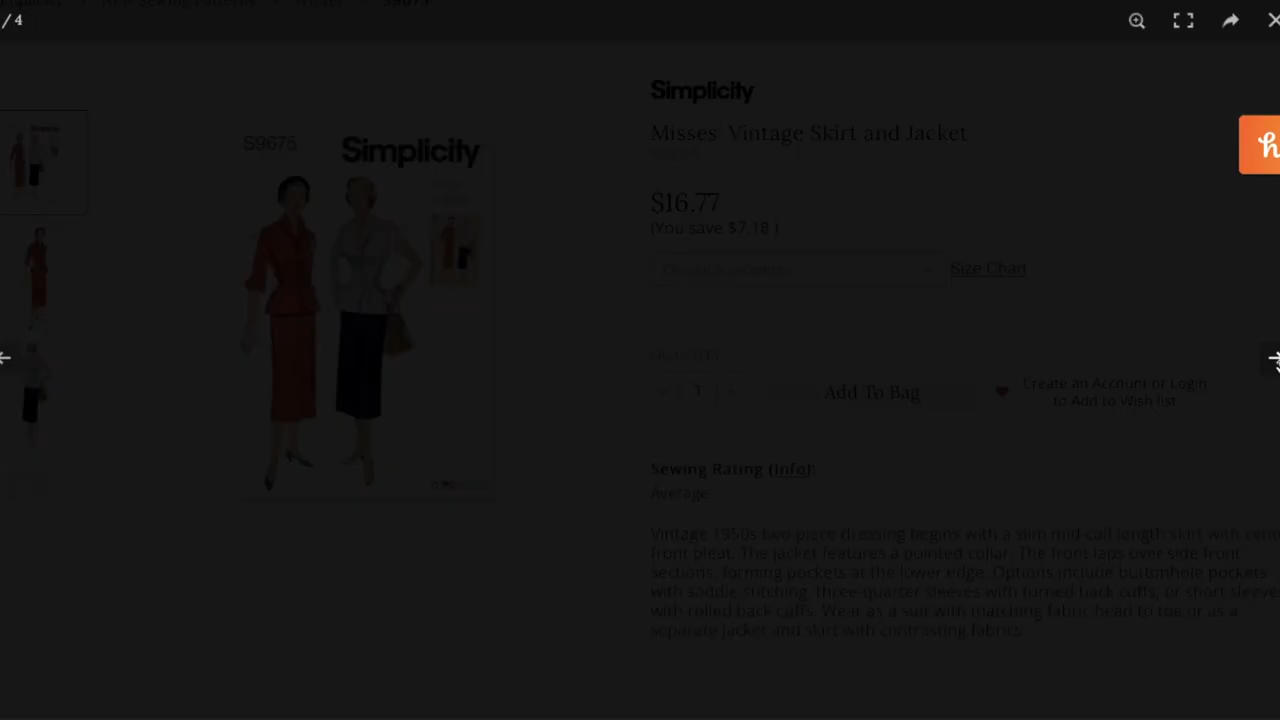 / 4
S9675
Simplicity
Simplicity
Misses' Vintage Skirt and Jacket
$16.77
(You save $7.18 )
Size Chart
QUANTITY
1
Add To Bag
Create an Account or Login
to Add to Wish list
Sewing Rating (Info):
Average
Vintage 1950s two-piece dressing begins with a slim mid-calf length skirt with
front pleat. The jacket features a pointed collar. The front laps over side front
sections, forming pockets at the lower edge. Options include buttonhole pockets
with saddle stitching, three-quarter sleeves with turned back cuffs, or short sleeves
with rolled back cuffs. Wear as a suit with matching fabric head to toe or as a
separate jacket and skirt with contrasting fabrics.